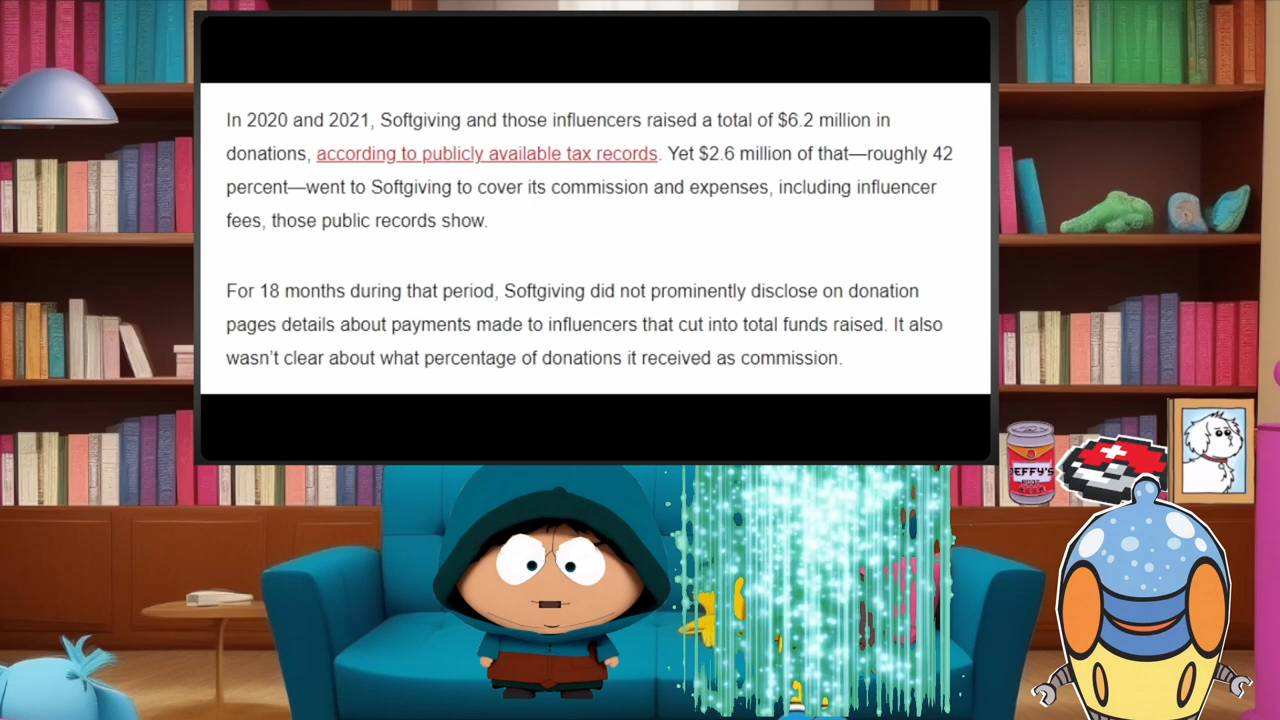 In 2020 and 2021, Softgiving and those influencers raised a total of $6.2 million in
donations, according to publicly available tax records. Yet $2.6 million of that—roughly 42
percent—went to Softgiving to cover its commission and expenses, including influencer
fees, those public records show.
For 18 months during that period, Softgiving did not prominently disclose on donation
pages details about payments made to influencers that cut into total funds raised. It also
wasn't clear about what percentage of donations it received as commission.
JEFFY'S